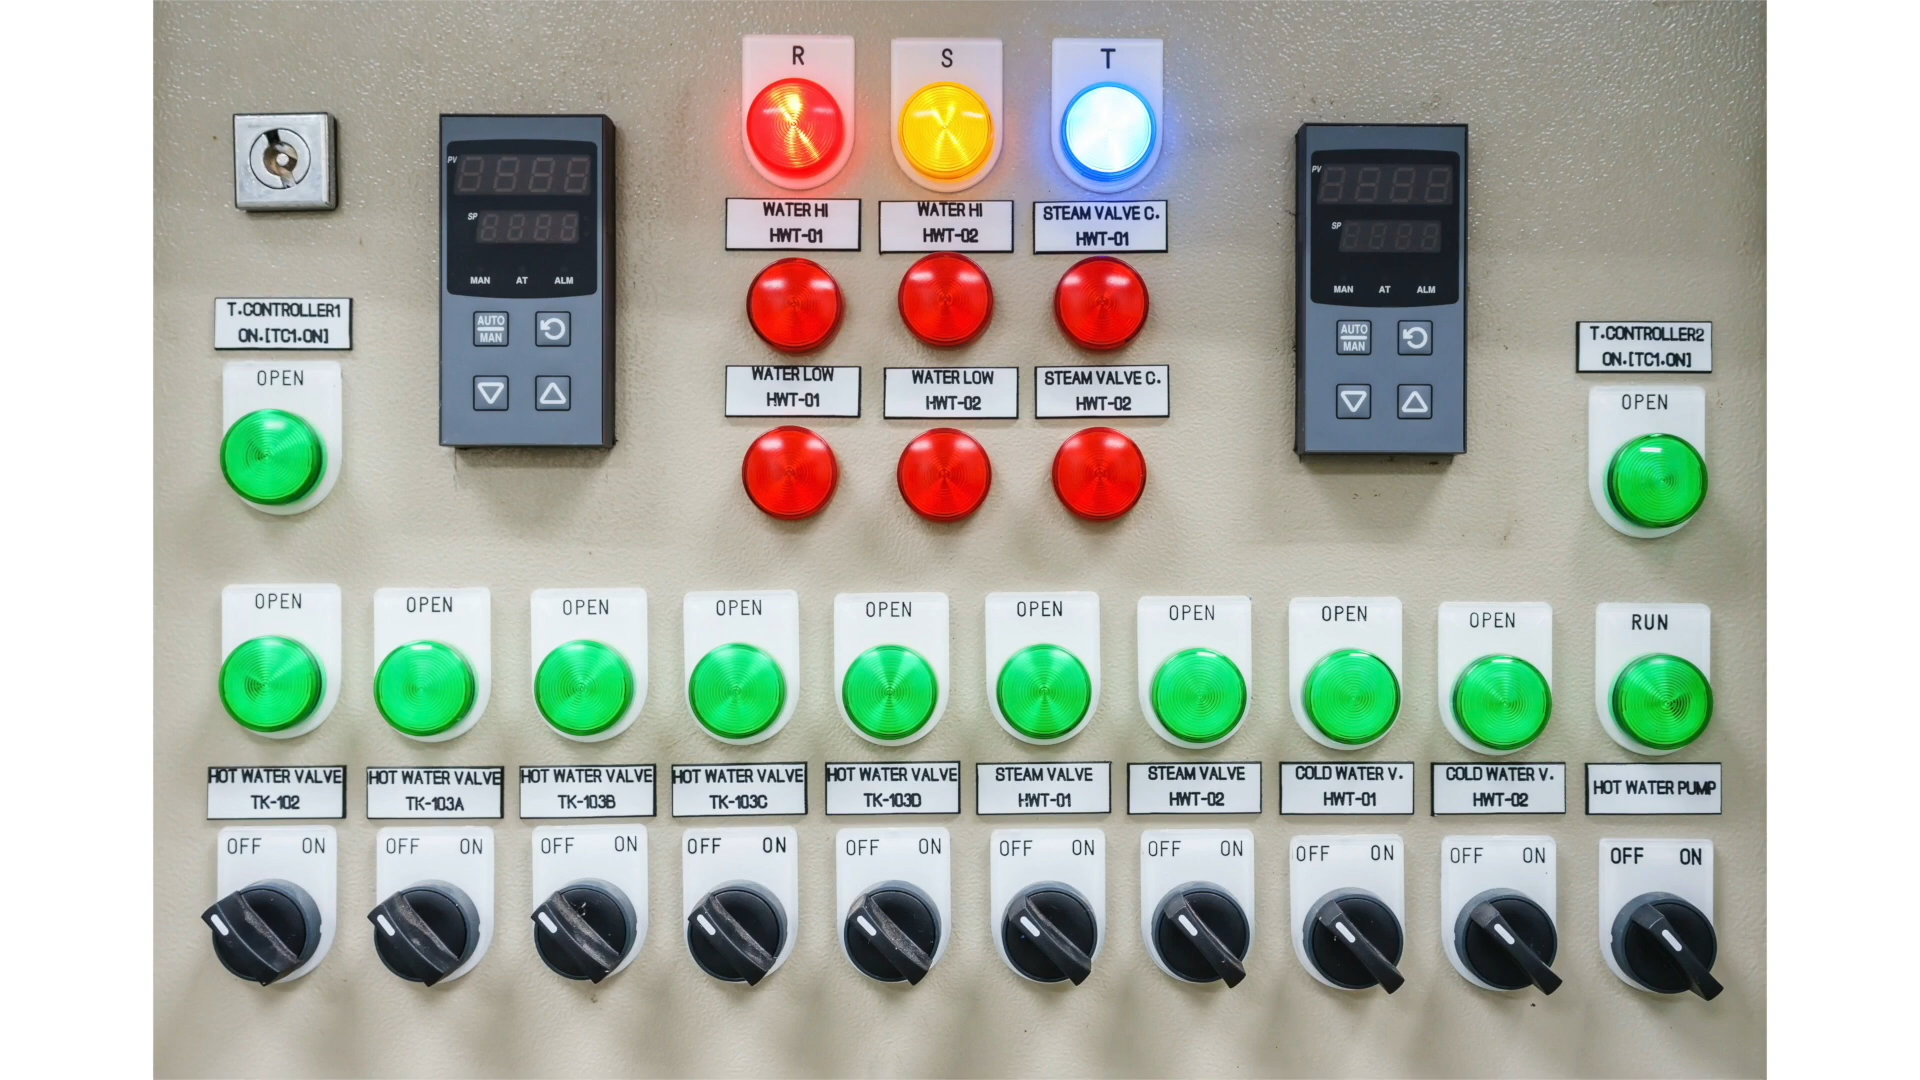 R
S
T
WATER HI
HWT-01
WATER HI
HWT-02
STEAM VALVE C.
HWT-01
PV
SP
MAN AT ALM
AUTO
MAN
PV
SP
MAN AT ALM
AUTO
MAN
T.CONTROLLER1
ON.[TC1.ON]
OPEN
WATER LOW
HWT-01
WATER LOW
HWT-02
STEAM VALVE C.
HWT-02
T.CONTROLLER2
ON.[TC1.ON]
OPEN
OPEN
OPEN
OPEN
OPEN
OPEN
OPEN
OPEN
OPEN
OPEN
RUN
HOT WATER VALVE
TK-102
HOT WATER VALVE
TK-103A
HOT WATER VALVE
TK-103B
HOT WATER VALVE
TK-103C
HOT WATER VALVE
TK-103D
STEAM VALVE
HWT-01
STEAM VALVE
HWT-02
COLD WATER V.
HWT-01
COLD WATER V.
HWT-02
HOT WATER PUMP
OFF ON
OFF ON
OFF ON
OFF ON
OFF ON
OFF ON
OFF ON
OFF ON
OFF ON
OFF ON